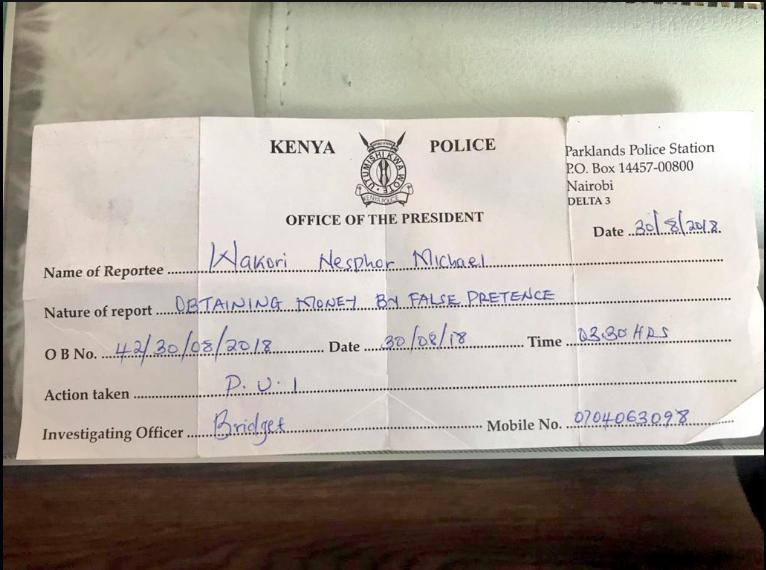 KENYA POLICE
UTUMISHI KWA WOTE
KENYA POLICE
OFFICE OF THE PRESIDENT
Parklands Police Station
P.O. Box 14457-00800
Nairobi
DELTA 3
Date 30/8/2018
Name of Reportee Wakori Nesphor Michael
Nature of report OBTAINING MONEY BY FALSE PRETENCE
O B No. 42/30/08/2018 Date 30/08/18 Time 03:30 HRS
Action taken P.U.I
Investigating Officer Bridget Mobile No. 0704063098